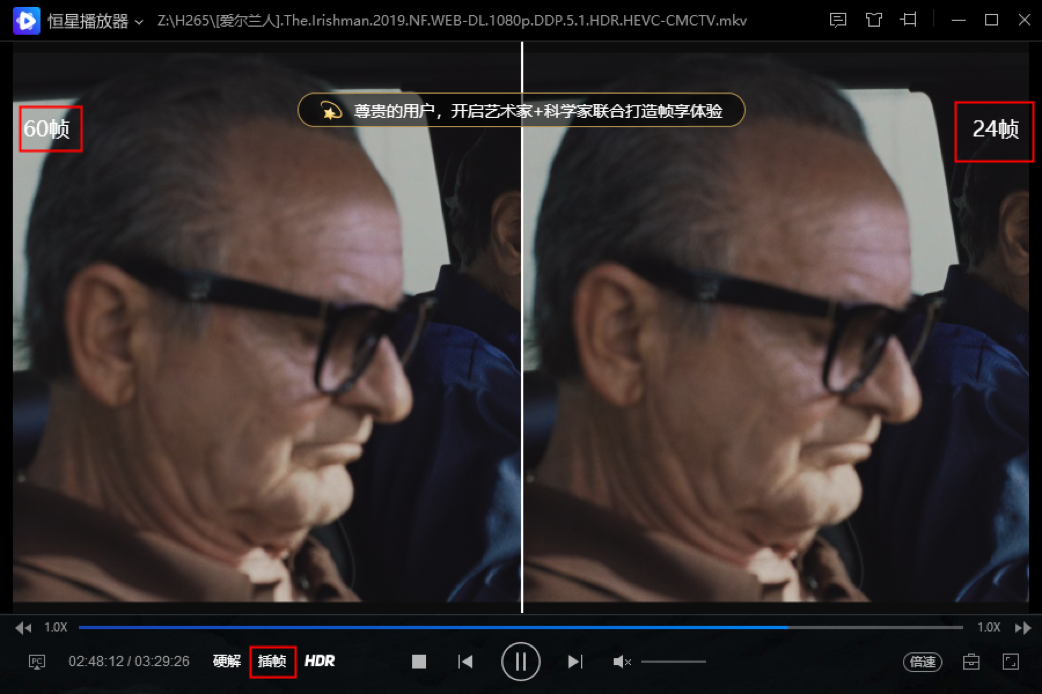 恒星播放器
Z:\H265\[爱尔兰人].The.Irishman.2019.NF.WEB-DL.1080p.DDP.5.1.HDR.HEVC-CMCTV.mkv
尊贵的用户，开启艺术家+科学家联合打造帧享体验
60帧
24帧
1.0X
1.0X
PC
02:48:12 / 03:29:26
硬解
插帧
HDR
倍速